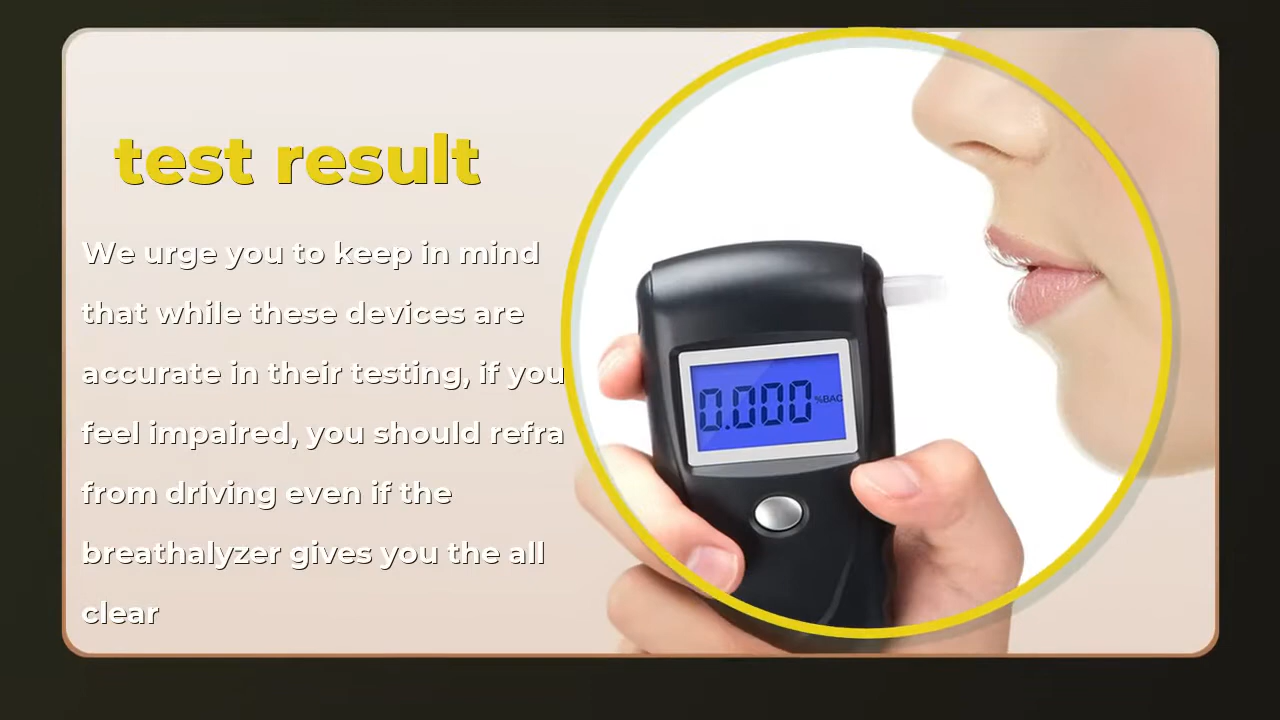 test result
We urge you to keep in mind
that while these devices are
accurate in their testing, if you
feel impaired, you should refra
from driving even if the
breathalyzer gives you the all
clear
0.000 %BAC